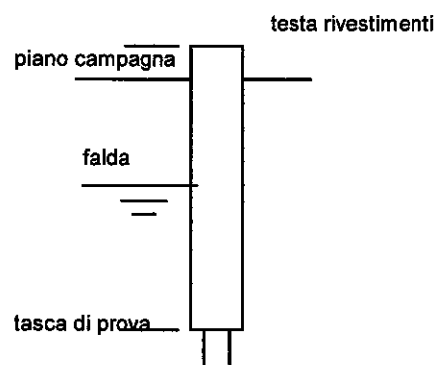 testa rivestimenti
piano campagna
falda
tasca di prova